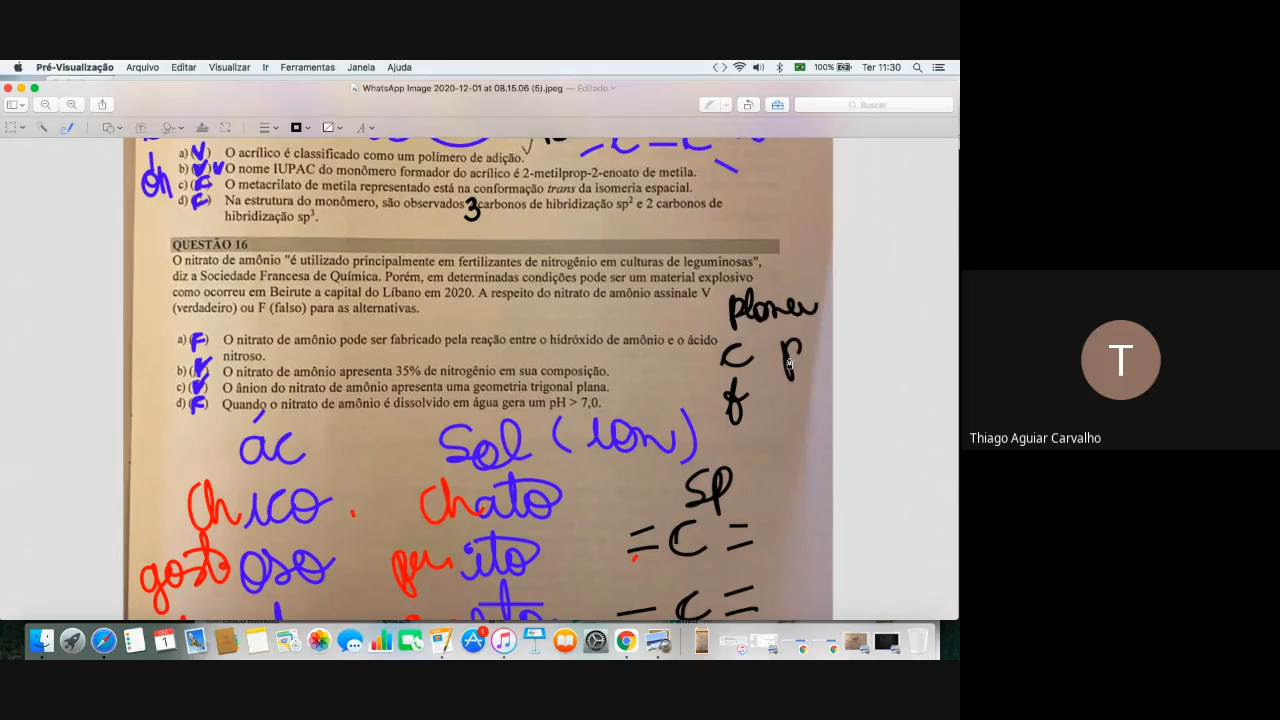 Pré-Visualização Arquivo Editar Visualizar Ir Ferramentas Janela Ajuda 100% Ter 11:30
WhatsApp Image 2020-12-01 at 08.15.06 (5).jpeg — Editado
Buscar
a) (V) O acrílico é classificado como um polímero de adição.
b) (V) V O nome IUPAC do monômero formador do acrílico é 2-metilprop-2-enoato de metila.
c) (F) O metacrilato de metila representado está na conformação trans da isomeria espacial.
d) (F) Na estrutura do monômero, são observados 3 carbonos de hibridização sp² e 2 carbonos de
hibridização sp³.
QUESTÃO 16
O nitrato de amônio "é utilizado principalmente em fertilizantes de nitrogênio em culturas de leguminosas",
diz a Sociedade Francesa de Química. Porém, em determinadas condições pode ser um material explosivo
como ocorreu em Beirute a capital do Líbano em 2020. A respeito do nitrato de amônio assinale V
(verdadeiro) ou F (falso) para as alternativas.
a) (F) O nitrato de amônio pode ser fabricado pela reação entre o hidróxido de amônio e o ácido
nitroso.
b) (V) O nitrato de amônio apresenta 35% de nitrogênio em sua composição.
c) (V) O ânion do nitrato de amônio apresenta uma geometria trigonal plana.
d) (F) Quando o nitrato de amônio é dissolvido em água gera um pH > 7,0.
C P
f
ác Sal (íon)
Chico . Chato
sp
= C =
gostoso perito
– C =
T
Thiago Aguiar Carvalho